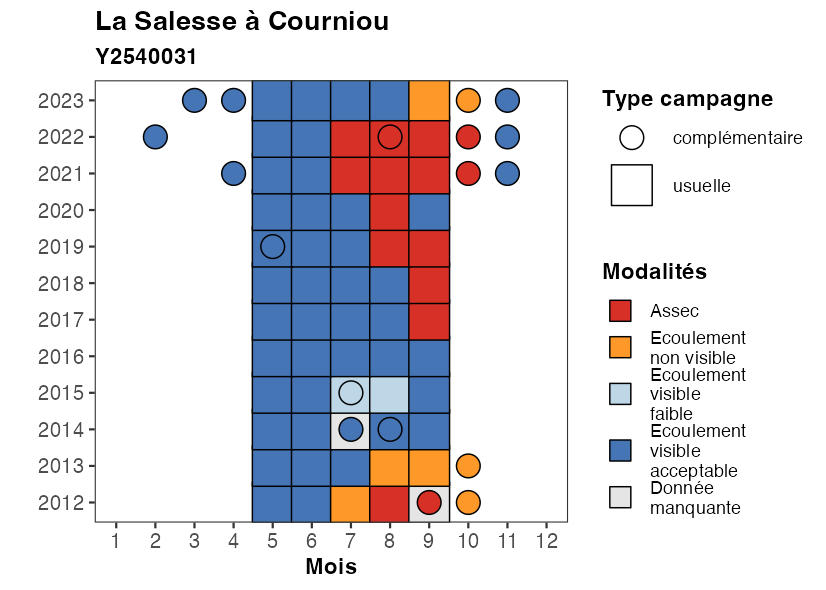 La Salesse à Courniou
Y2540031
2023
2022
2021
2020
2019
2018
2017
2016
2015
2014
2013
2012
1 2 3 4 5 6 7 8 9 10 11 12
Mois
Type campagne
complémentaire
usuelle
Modalités
Assec
Ecoulement
non visible
Ecoulement
visible
faible
Ecoulement
visible
acceptable
Donnée
manquante